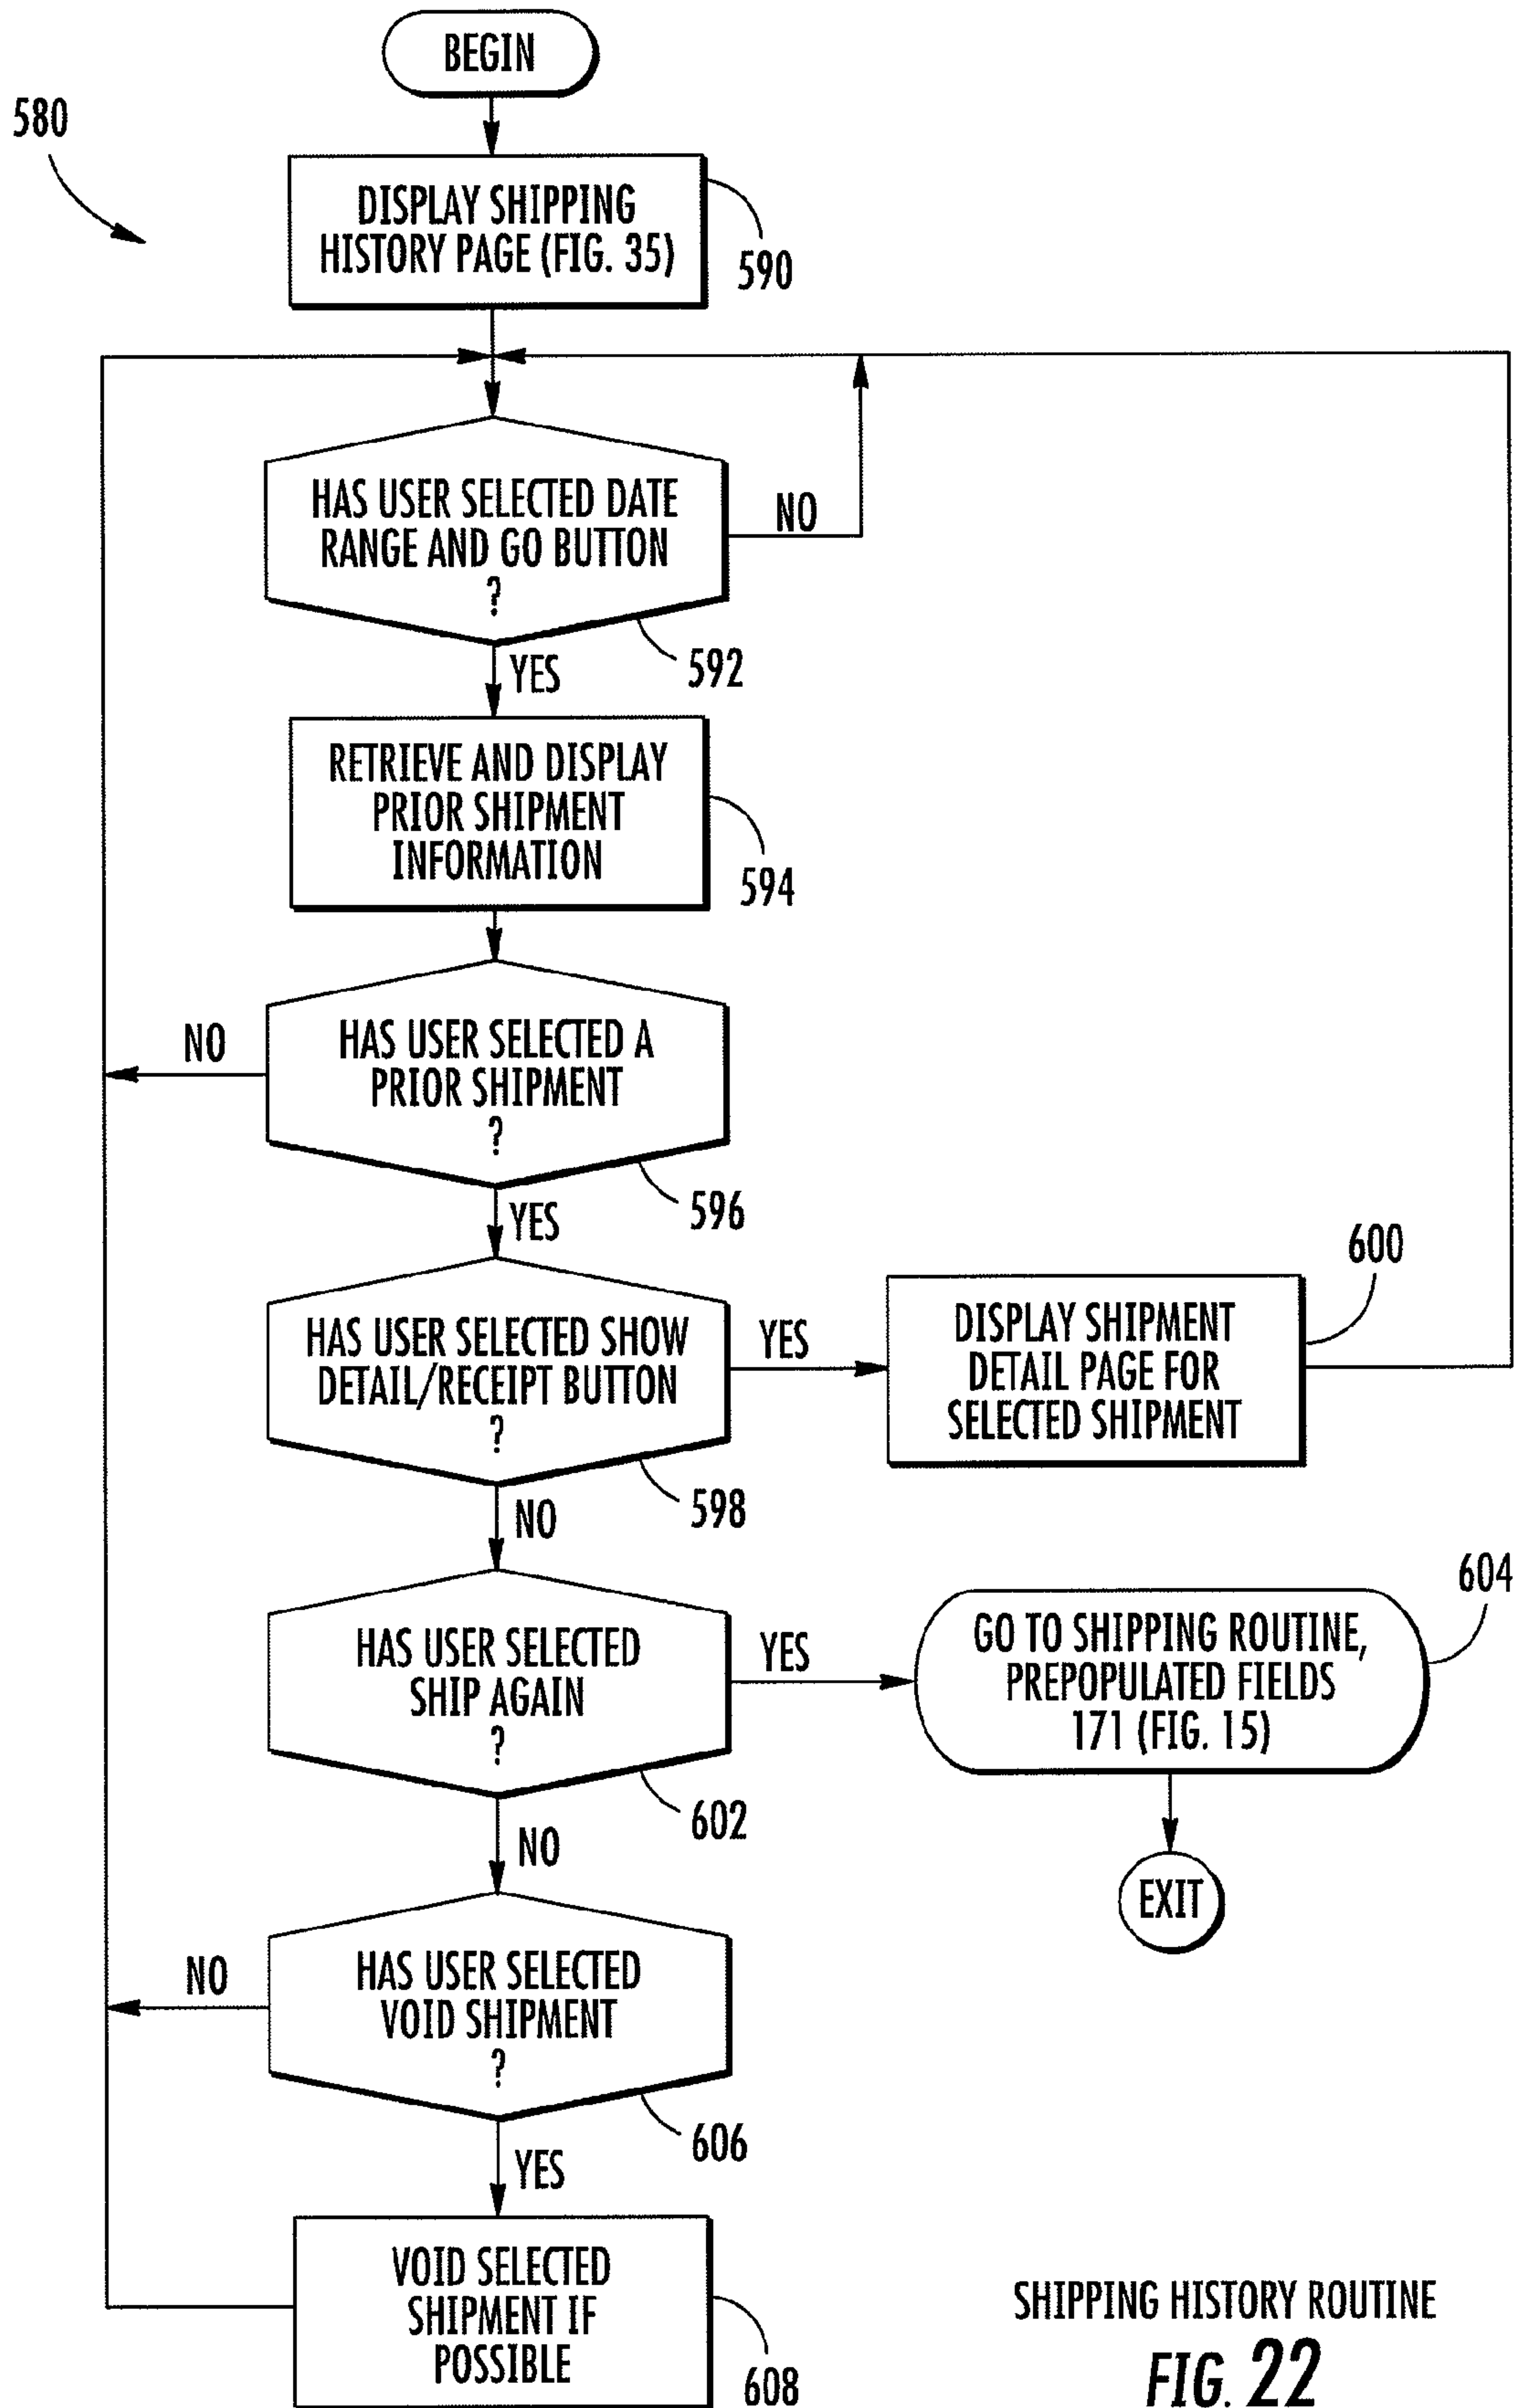 BEGIN
580
DISPLAY SHIPPING
HISTORY PAGE (FIG. 35)
590
HAS USER SELECTED DATE
RANGE AND GO BUTTON
?
NO
592
YES
RETRIEVE AND DISPLAY
PRIOR SHIPMENT
INFORMATION
594
HAS USER SELECTED A
PRIOR SHIPMENT
?
NO
596
YES
HAS USER SELECTED SHOW
DETAIL/RECEIPT BUTTON
?
YES
598
DISPLAY SHIPMENT
DETAIL PAGE FOR
SELECTED SHIPMENT
600
NO
HAS USER SELECTED
SHIP AGAIN
?
YES
602
GO TO SHIPPING ROUTINE,
PREPOPULATED FIELDS
171 (FIG. 15)
604
EXIT
NO
HAS USER SELECTED
VOID SHIPMENT
?
NO
606
YES
VOID SELECTED
SHIPMENT IF
POSSIBLE
608
SHIPPING HISTORY ROUTINE
FIG. 22